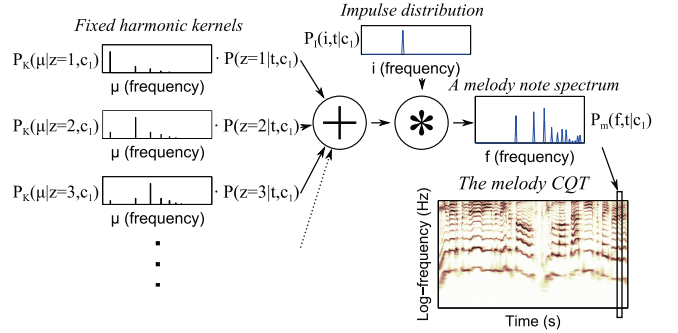 Fixed harmonic kernels
P_K(μ|z=1,c_1)
· P(z=1|t,c_1)
μ (frequency)
P_K(μ|z=2,c_1)
· P(z=2|t,c_1)
μ (frequency)
P_K(μ|z=3,c_1)
· P(z=3|t,c_1)
μ (frequency)
+
Impulse distribution
P_I(i,t|c_1)
i (frequency)
*
A melody note spectrum
P_m(f,t|c_1)
f (frequency)
The melody CQT
Log−frequency (Hz)
Time (s)